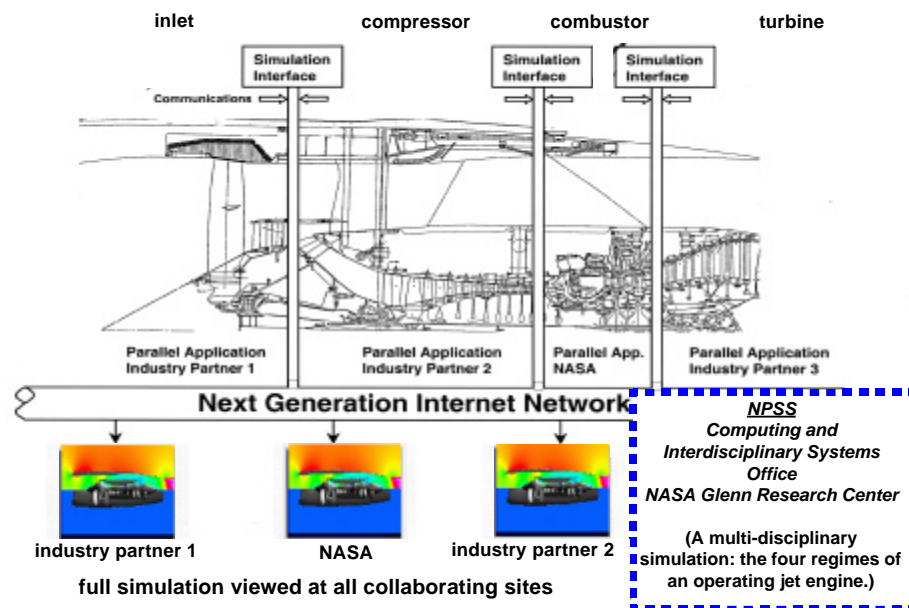 inlet
compressor
combustor
turbine
Simulation
Interface
Simulation
Interface
Simulation
Interface
Communications
Parallel Application
Industry Partner 1
Parallel Application
Industry Partner 2
Parallel App.
NASA
Parallel Application
Industry Partner 3
Next Generation Internet Network
NPSS
Computing and
Interdisciplinary Systems
Office
NASA Glenn Research Center
(A multi-disciplinary
simulation: the four regimes of
an operating jet engine.)
industry partner 1
NASA
industry partner 2
full simulation viewed at all collaborating sites